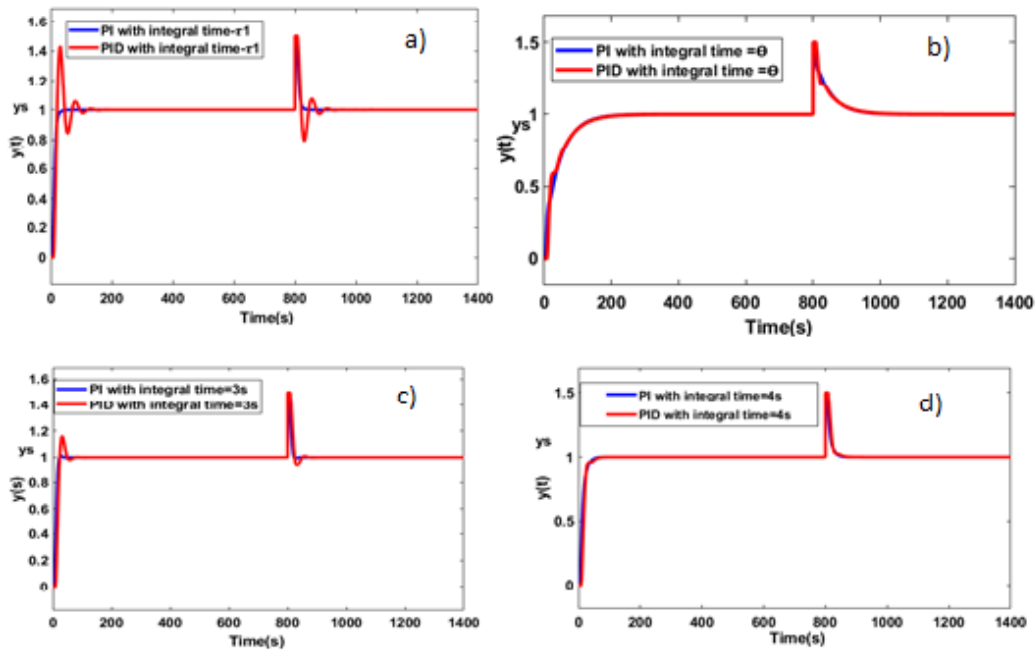 PI with integral time-τ1
PID with integral time-τ1
a)
1.6
1.4
1.2
1
0.8
0.6
0.4
0.2
0
ys
y(t)
0 200 400 600 800 1000 1200 1400
Time(s)
PI with integral time =ϴ
PID with integral time =ϴ
b)
1.5
1
0.5
0
y(t) ys
0 200 400 600 800 1000 1200 1400
Time(s)
PI with integral time=3s
PID with integral time=3s
c)
1.6
1.4
1.2
1
0.8
0.6
0.4
0.2
0
ys
y(s)
0 200 400 600 800 1000 1200 1400
Time(s)
PI with integral time=4s
PID with integral time=4s
d)
1.5
1
0.5
0
ys
y(t)
0 200 400 600 800 1000 1200 1400
Time(s)